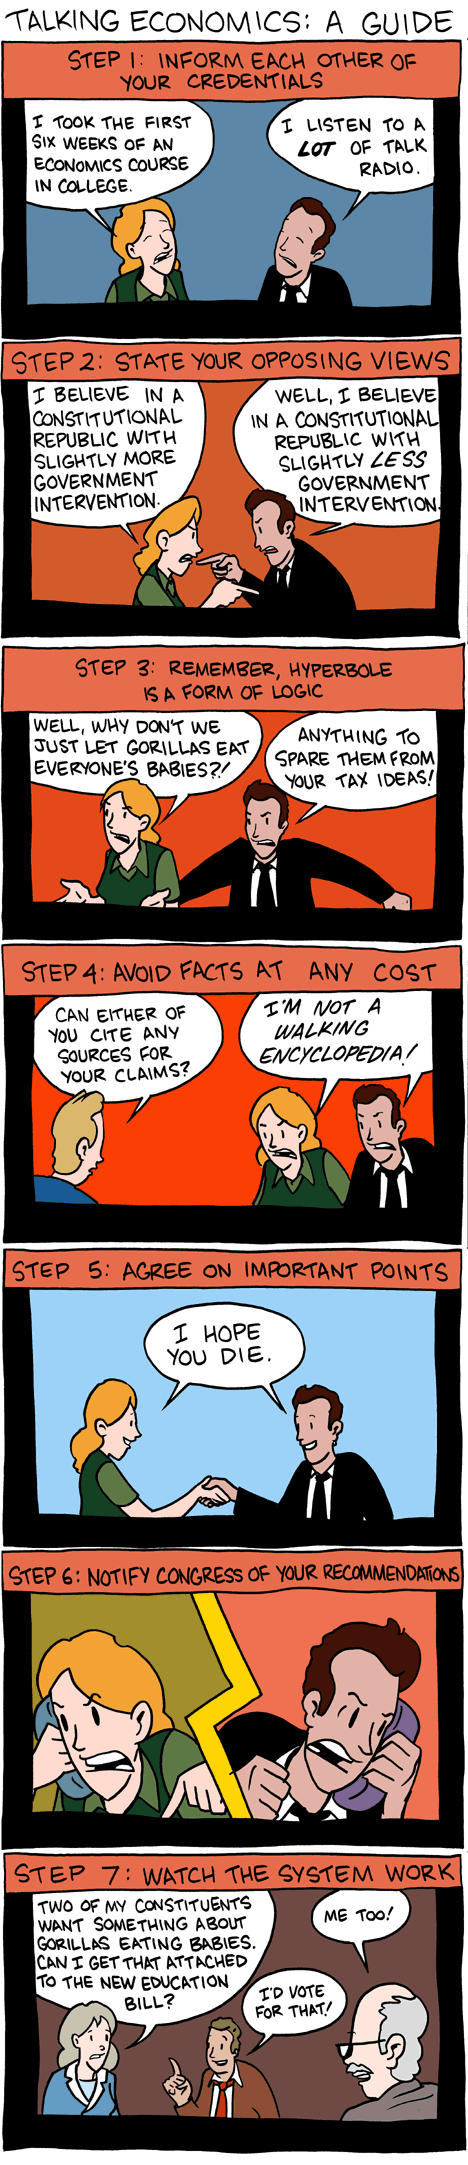 TALKING ECONOMICS: A GUIDE
STEP 1: INFORM EACH OTHER OF
YOUR CREDENTIALS
I TOOK THE FIRST
SIX WEEKS OF AN
ECONOMICS COURSE
IN COLLEGE.
I LISTEN TO A
LOT OF TALK
RADIO.
STEP 2: STATE YOUR OPPOSING VIEWS
I BELIEVE IN A
CONSTITUTIONAL
REPUBLIC WITH
SLIGHTLY MORE
GOVERNMENT
INTERVENTION.
WELL, I BELIEVE
IN A CONSTITUTIONAL
REPUBLIC WITH
SLIGHTLY LESS
GOVERNMENT
INTERVENTION.
STEP 3: REMEMBER, HYPERBOLE
IS A FORM OF LOGIC
WELL, WHY DON'T WE
JUST LET GORILLAS EAT
EVERYONE'S BABIES?!
ANYTHING TO
SPARE THEM FROM
YOUR TAX IDEAS!
STEP 4: AVOID FACTS AT ANY COST
CAN EITHER OF
YOU CITE ANY
SOURCES FOR
YOUR CLAIMS?
I'M NOT A
WALKING
ENCYCLOPEDIA!
STEP 5: AGREE ON IMPORTANT POINTS
I HOPE
YOU DIE.
STEP 6: NOTIFY CONGRESS OF YOUR RECOMMENDATIONS
STEP 7: WATCH THE SYSTEM WORK
TWO OF MY CONSTITUENTS
WANT SOMETHING ABOUT
GORILLAS EATING BABIES.
CAN I GET THAT ATTACHED
TO THE NEW EDUCATION
BILL?
I'D VOTE
FOR THAT!
ME TOO!